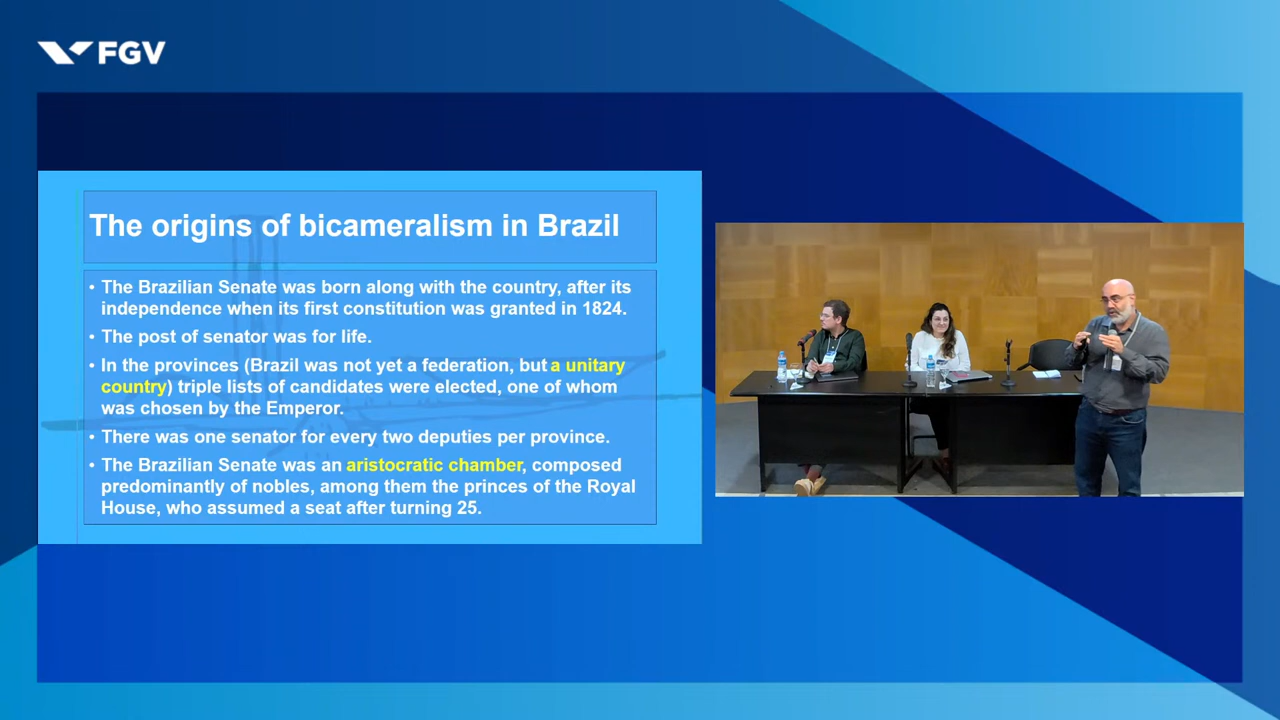 FGV
The origins of bicameralism in Brazil
• The Brazilian Senate was born along with the country, after its
independence when its first constitution was granted in 1824.
• The post of senator was for life.
• In the provinces (Brazil was not yet a federation, but a unitary
country) triple lists of candidates were elected, one of whom
was chosen by the Emperor.
• There was one senator for every two deputies per province.
• The Brazilian Senate was an aristocratic chamber, composed
predominantly of nobles, among them the princes of the Royal
House, who assumed a seat after turning 25.